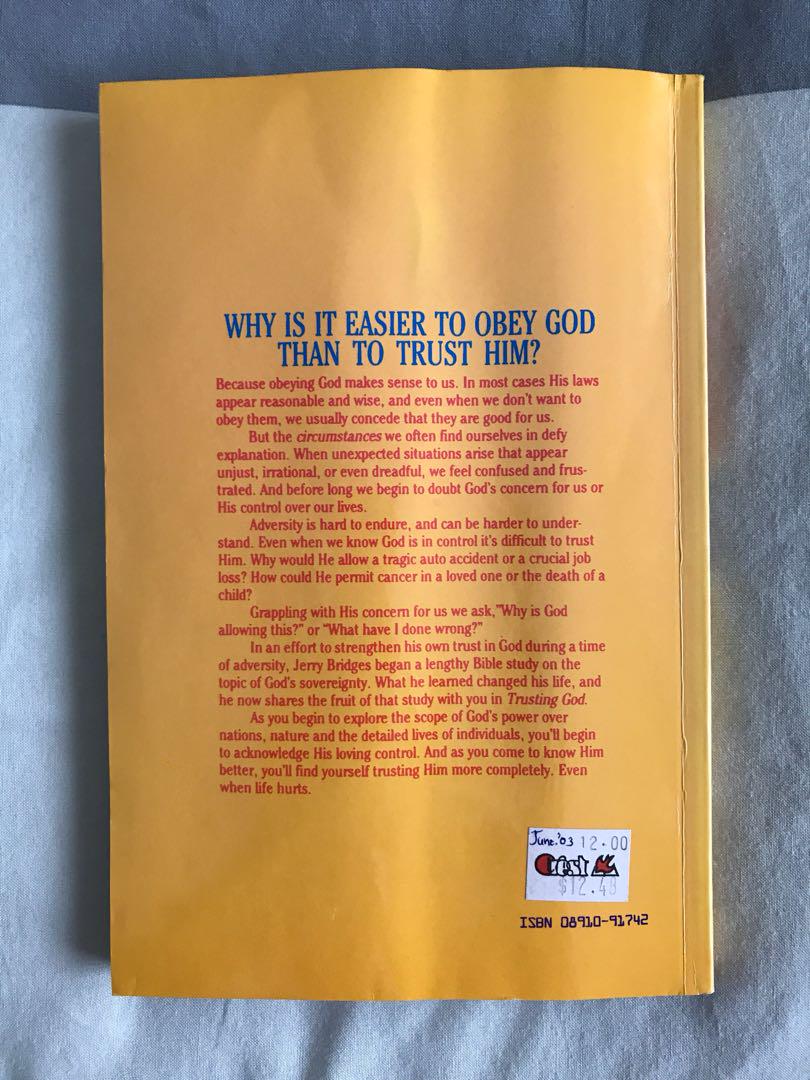 WHY IS IT EASIER TO OBEY GOD
THAN TO TRUST HIM?
Because obeying God makes sense to us. In most cases His laws
appear reasonable and wise, and even when we don't want to
obey them, we usually concede that they are good for us.
But the circumstances we often find ourselves in defy
explanation. When unexpected situations arise that appear
unjust, irrational, or even dreadful, we feel confused and frus-
trated. And before long we begin to doubt God's concern for us or
His control over our lives.
Adversity is hard to endure, and can be harder to under-
stand. Even when we know God is in control it's difficult to trust
Him. Why would He allow a tragic auto accident or a crucial job
loss? How could He permit cancer in a loved one or the death of a
child?
Grappling with His concern for us we ask,"Why is God
allowing this?" or "What have I done wrong?"
In an effort to strengthen his own trust in God during a time
of adversity, Jerry Bridges began a lengthy Bible study on the
topic of God's sovereignty. What he learned changed his life, and
he now shares the fruit of that study with you in Trusting God.
As you begin to explore the scope of God's power over
nations, nature and the detailed lives of individuals, you'll begin
to acknowledge His loving control. And as you come to know Him
better, you'll find yourself trusting Him more completely. Even
when life hurts.
June.'03 12.00
Crest
$12.48
ISBN 08910-91742